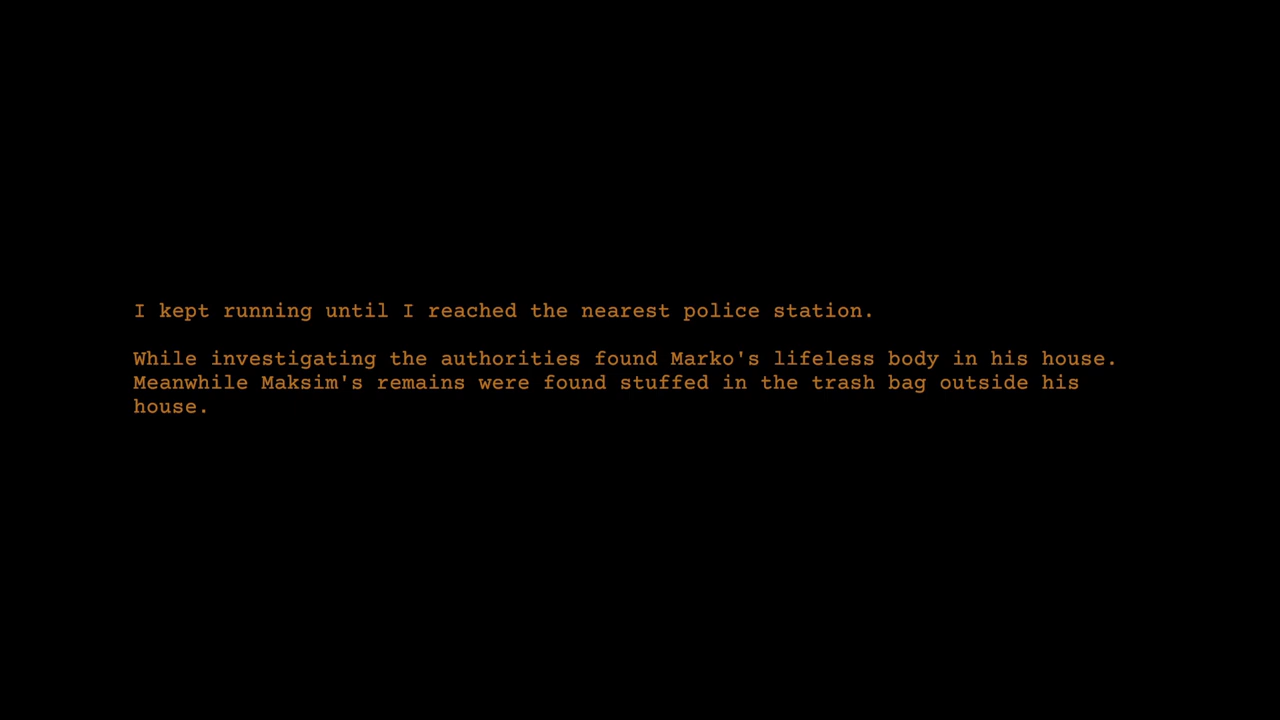 I kept running until I reached the nearest police station.
While investigating the authorities found Marko's lifeless body in his house.
Meanwhile Maksim's remains were found stuffed in the trash bag outside his
house.